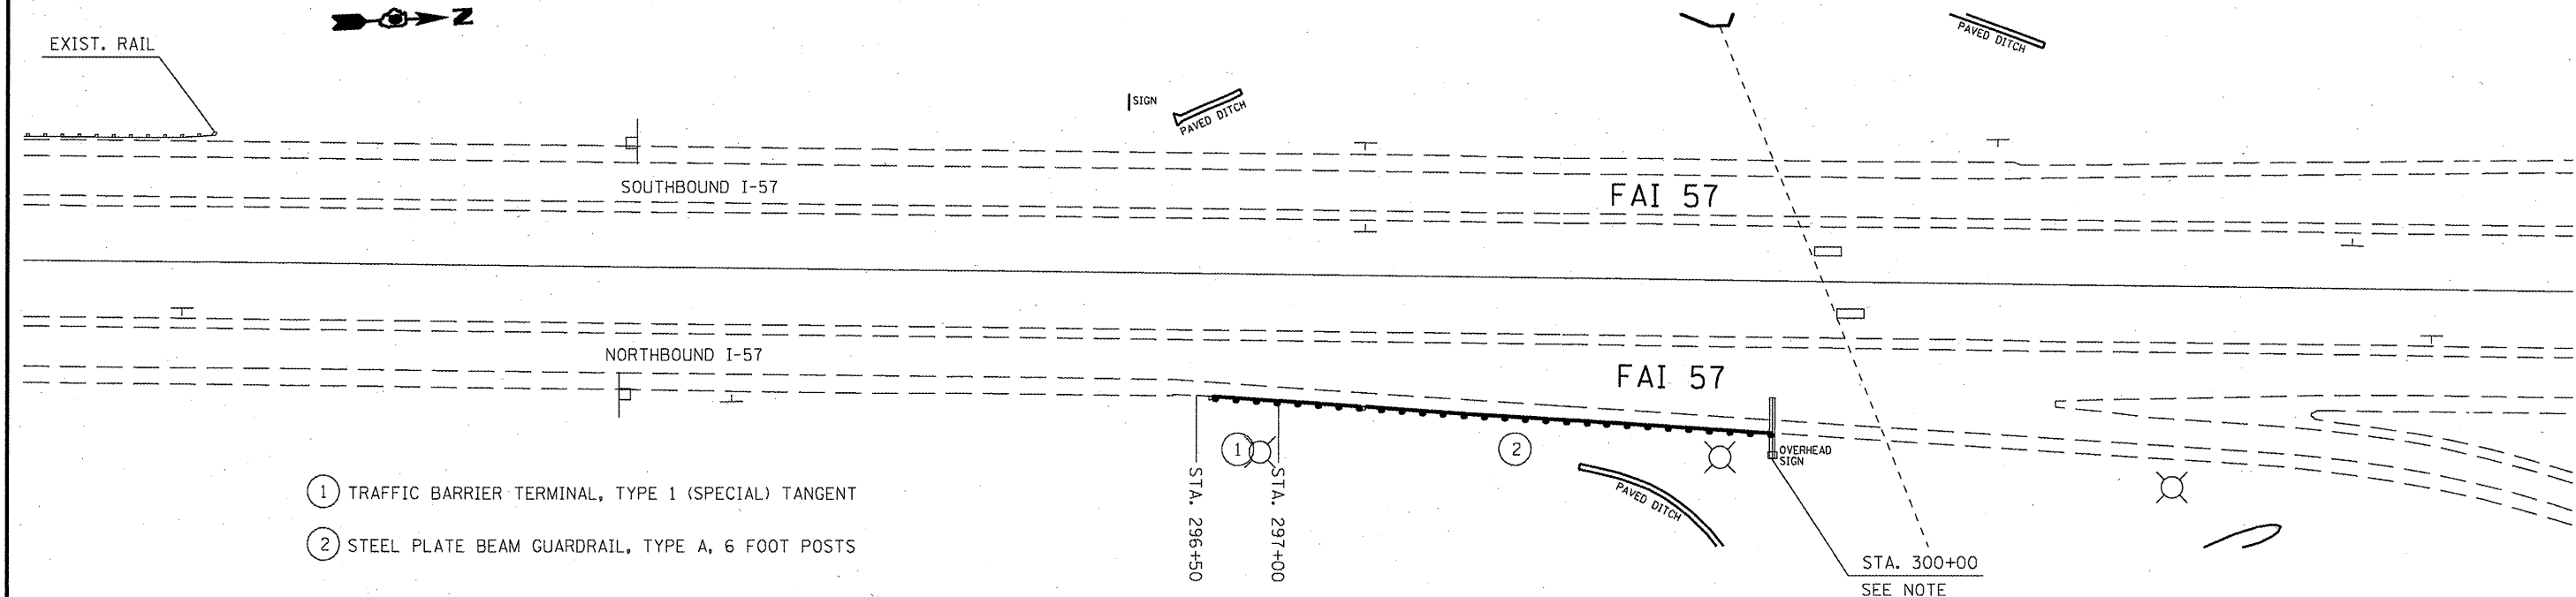 N
EXIST. RAIL
PAVED DITCH
SIGN
PAVED DITCH
SOUTHBOUND I-57
FAI 57
NORTHBOUND I-57
FAI 57
1
2
OVERHEAD
SIGN
1 TRAFFIC BARRIER TERMINAL, TYPE 1 (SPECIAL) TANGENT
PAVED DITCH
2 STEEL PLATE BEAM GUARDRAIL, TYPE A, 6 FOOT POSTS
STA. 296+50
STA. 297+00
STA. 300+00
SEE NOTE